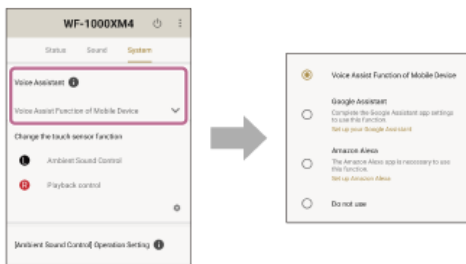 WF-1000XM4
Status Sound System
Voice Assistant
Voice Assist Function of Mobile Device
Change the touch sensor function
L Ambient Sound Control
R Playback control
[Ambient Sound Control] Operation Setting
Voice Assist Function of Mobile Device
Google Assistant
Complete the Google Assistant app settings
to use this function.
Set up your Google Assistant
Amazon Alexa
The Amazon Alexa app is necessary to use
this function.
Set up Amazon Alexa
Do not use